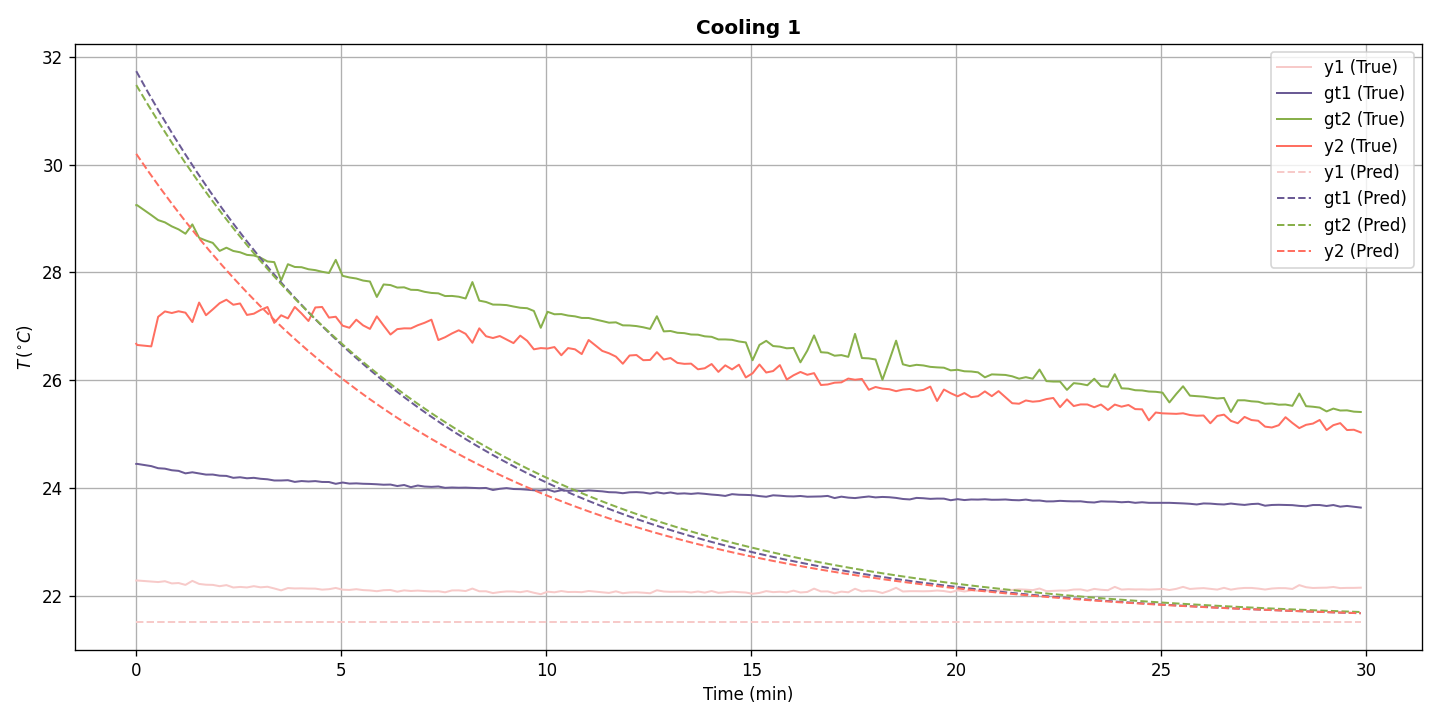 Cooling 1
32
30
28
26
24
22
T (°C)
0 5 10 15 20 25 30
Time (min)
y1 (True)
gt1 (True)
gt2 (True)
y2 (True)
y1 (Pred)
gt1 (Pred)
gt2 (Pred)
y2 (Pred)